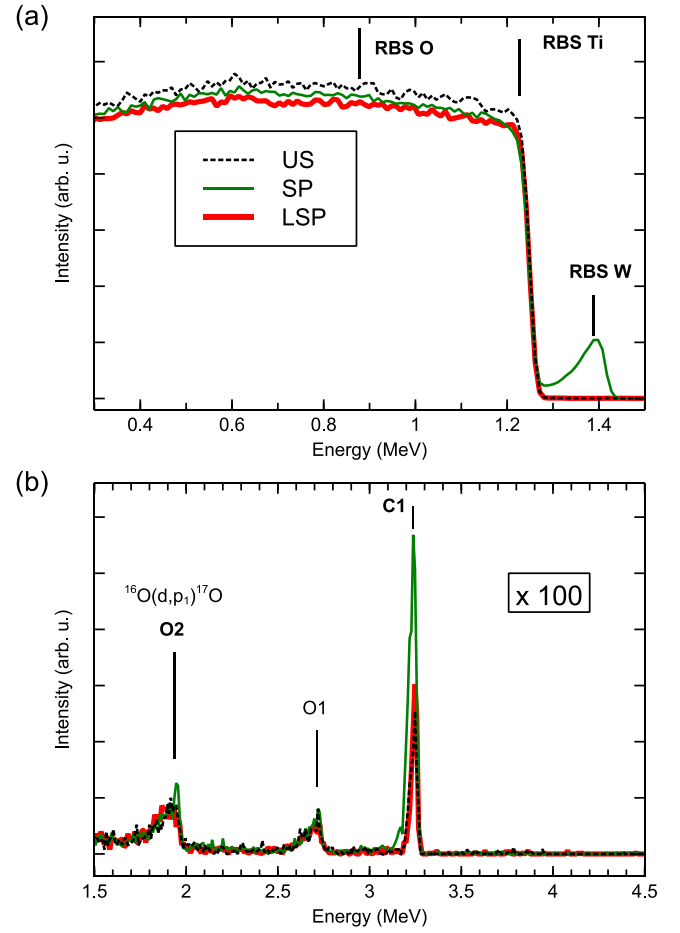 (a)
RBS O
RBS Ti
US
SP
LSP
RBS W
Intensity (arb. u.)
0.4 0.6 0.8 1 1.2 1.4
Energy (MeV)
(b)
C1
x 100
¹⁶O(d,p₁)¹⁷O
O2
O1
Intensity (arb. u.)
1.5 2 2.5 3 3.5 4 4.5
Energy (MeV)